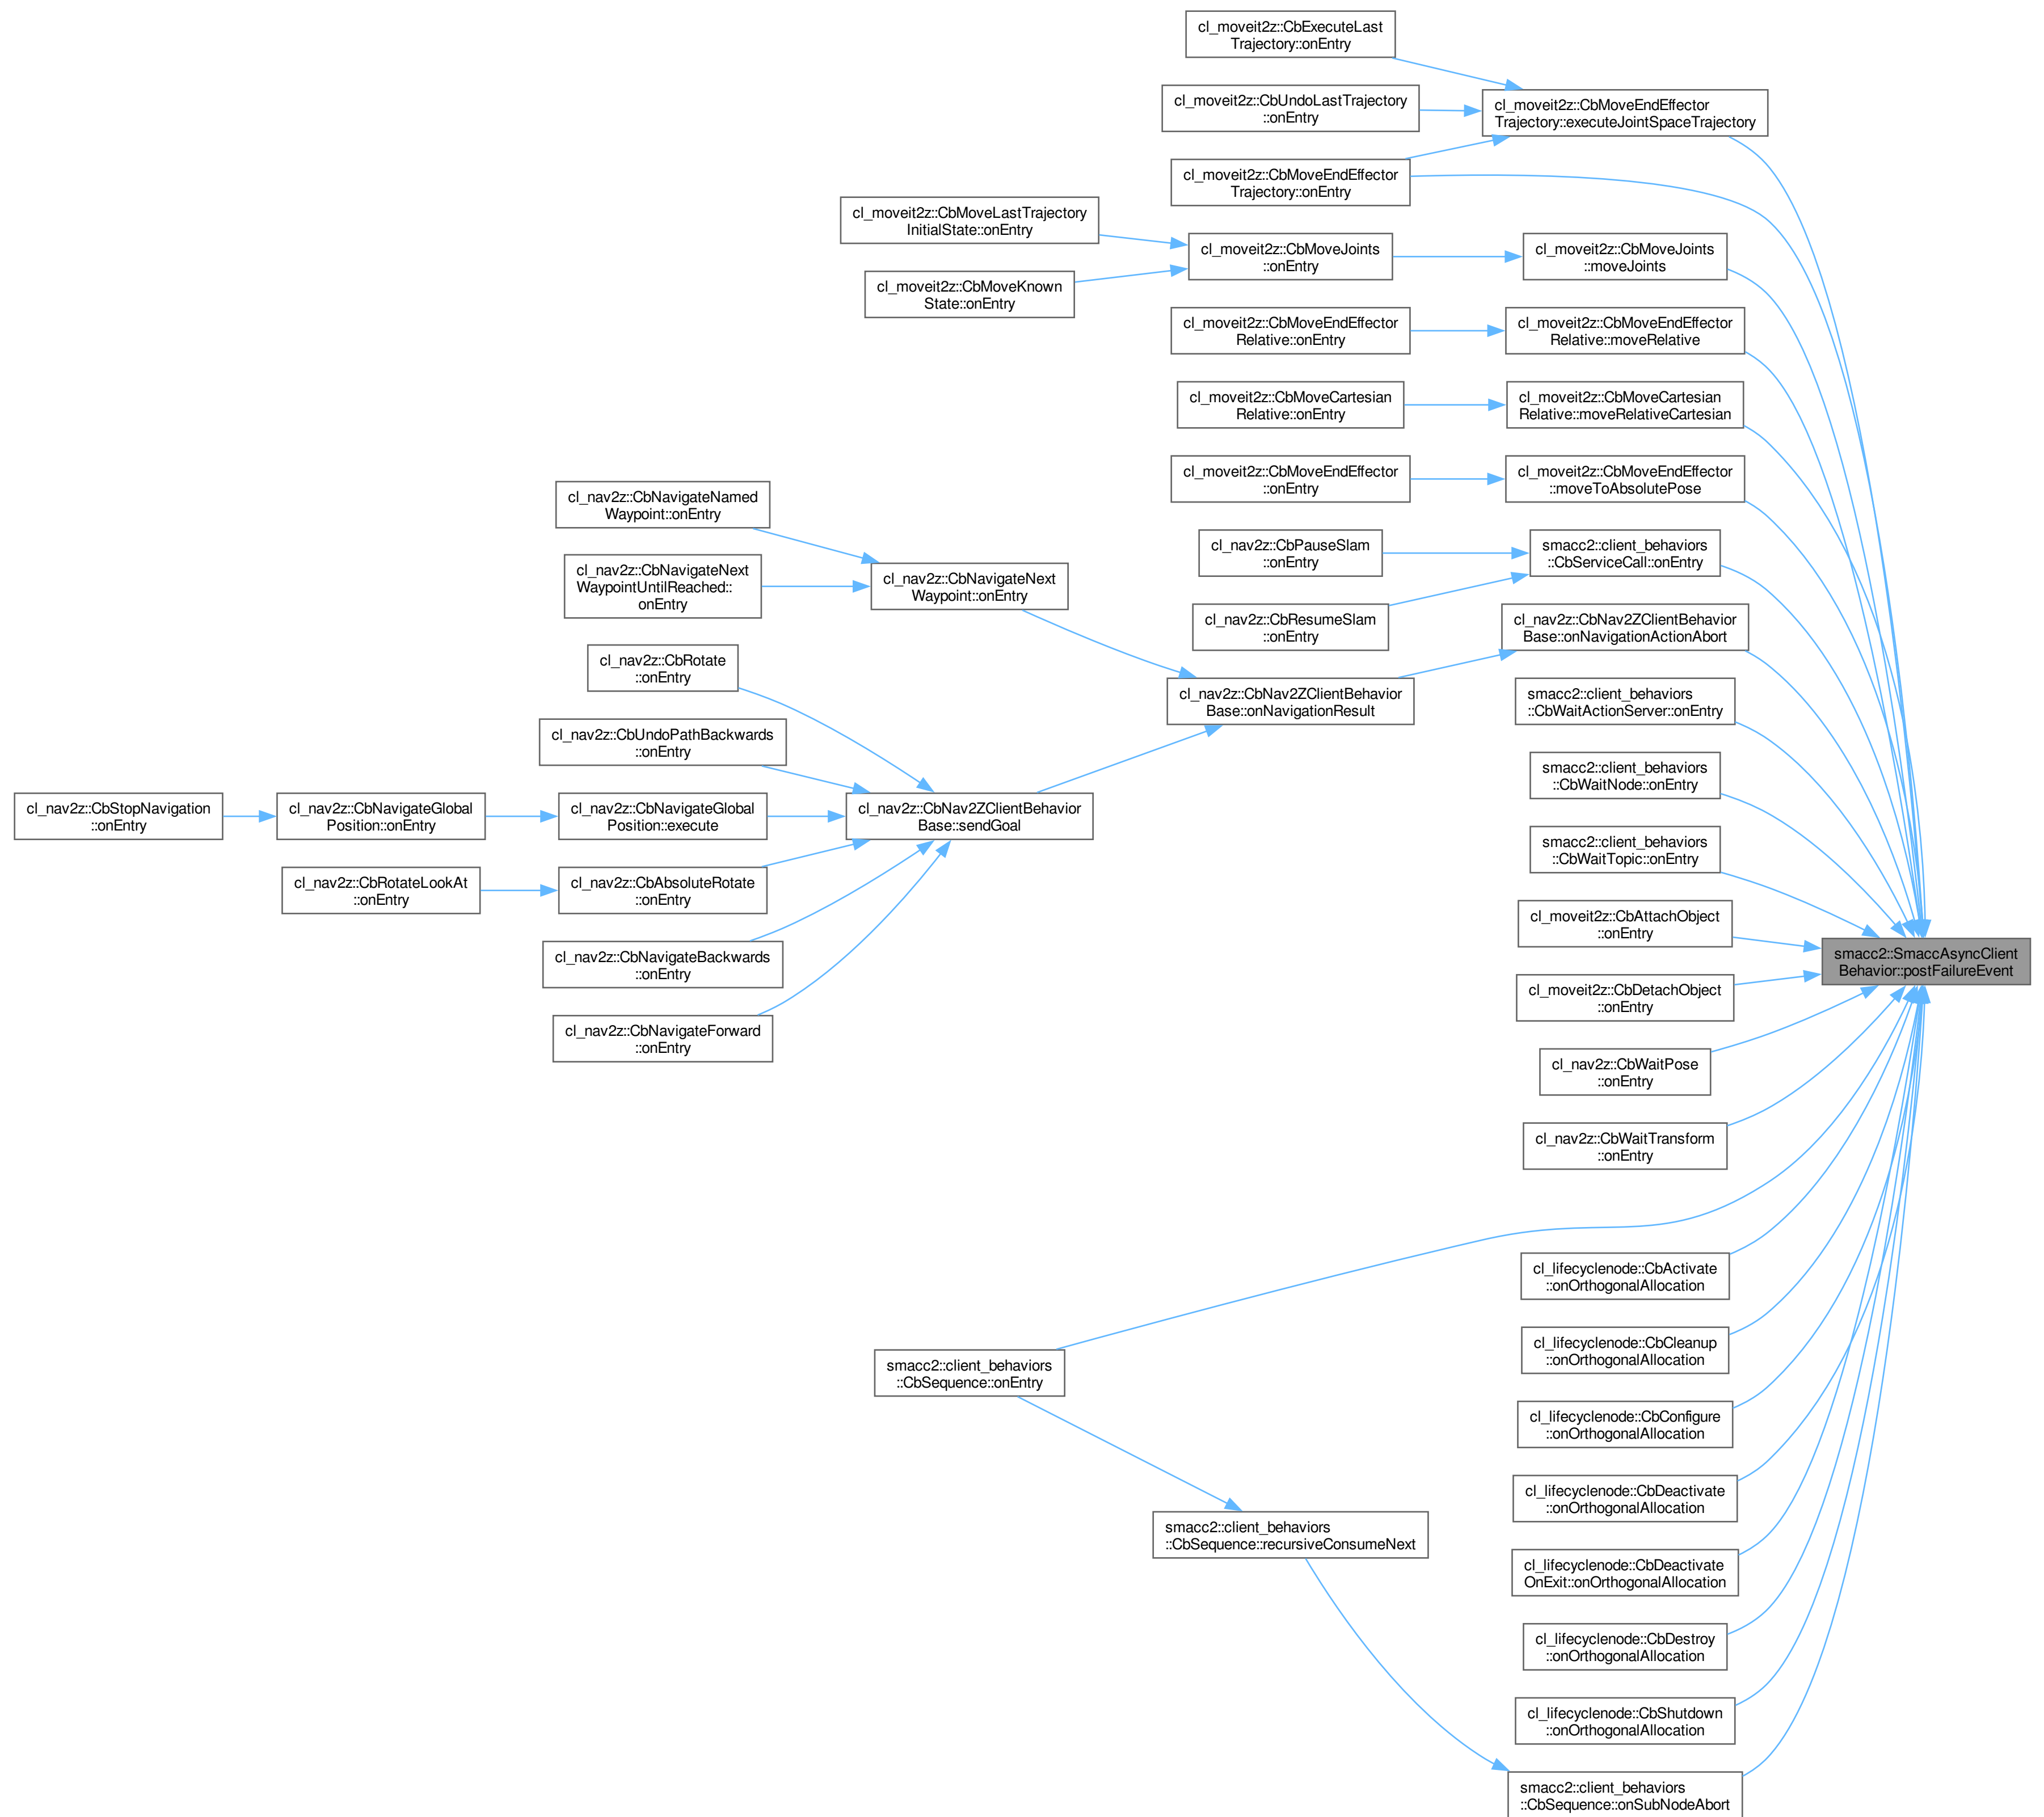 cl_moveit2z::CbExecuteLast
Trajectory::onEntry
cl_moveit2z::CbUndoLastTrajectory
::onEntry
cl_moveit2z::CbMoveEndEffector
Trajectory::executeJointSpaceTrajectory
cl_moveit2z::CbMoveEndEffector
Trajectory::onEntry
cl_moveit2z::CbMoveLastTrajectory
InitialState::onEntry
cl_moveit2z::CbMoveKnown
State::onEntry
cl_moveit2z::CbMoveJoints
::onEntry
cl_moveit2z::CbMoveJoints
::moveJoints
cl_moveit2z::CbMoveEndEffector
Relative::onEntry
cl_moveit2z::CbMoveEndEffector
Relative::moveRelative
cl_moveit2z::CbMoveCartesian
Relative::onEntry
cl_moveit2z::CbMoveCartesian
Relative::moveRelativeCartesian
cl_moveit2z::CbMoveEndEffector
::onEntry
cl_moveit2z::CbMoveEndEffector
::moveToAbsolutePose
cl_nav2z::CbPauseSlam
::onEntry
cl_nav2z::CbResumeSlam
::onEntry
smacc2::client_behaviors
::CbServiceCall::onEntry
cl_nav2z::CbNavigateNamed
Waypoint::onEntry
cl_nav2z::CbNavigateNext
WaypointUntilReached::
onEntry
cl_nav2z::CbNavigateNext
Waypoint::onEntry
cl_nav2z::CbNav2ZClientBehavior
Base::onNavigationActionAbort
cl_nav2z::CbNav2ZClientBehavior
Base::onNavigationResult
cl_nav2z::CbRotate
::onEntry
cl_nav2z::CbUndoPathBackwards
::onEntry
cl_nav2z::CbStopNavigation
::onEntry
cl_nav2z::CbNavigateGlobal
Position::onEntry
cl_nav2z::CbNavigateGlobal
Position::execute
cl_nav2z::CbNav2ZClientBehavior
Base::sendGoal
cl_nav2z::CbRotateLookAt
::onEntry
cl_nav2z::CbAbsoluteRotate
::onEntry
cl_nav2z::CbNavigateBackwards
::onEntry
cl_nav2z::CbNavigateForward
::onEntry
smacc2::client_behaviors
::CbWaitActionServer::onEntry
smacc2::client_behaviors
::CbWaitNode::onEntry
smacc2::client_behaviors
::CbWaitTopic::onEntry
cl_moveit2z::CbAttachObject
::onEntry
smacc2::SmaccAsyncClient
Behavior::postFailureEvent
cl_moveit2z::CbDetachObject
::onEntry
cl_nav2z::CbWaitPose
::onEntry
cl_nav2z::CbWaitTransform
::onEntry
cl_lifecyclenode::CbActivate
::onOrthogonalAllocation
cl_lifecyclenode::CbCleanup
::onOrthogonalAllocation
smacc2::client_behaviors
::CbSequence::onEntry
cl_lifecyclenode::CbConfigure
::onOrthogonalAllocation
cl_lifecyclenode::CbDeactivate
::onOrthogonalAllocation
smacc2::client_behaviors
::CbSequence::recursiveConsumeNext
cl_lifecyclenode::CbDeactivate
OnExit::onOrthogonalAllocation
cl_lifecyclenode::CbDestroy
::onOrthogonalAllocation
cl_lifecyclenode::CbShutdown
::onOrthogonalAllocation
smacc2::client_behaviors
::CbSequence::onSubNodeAbort